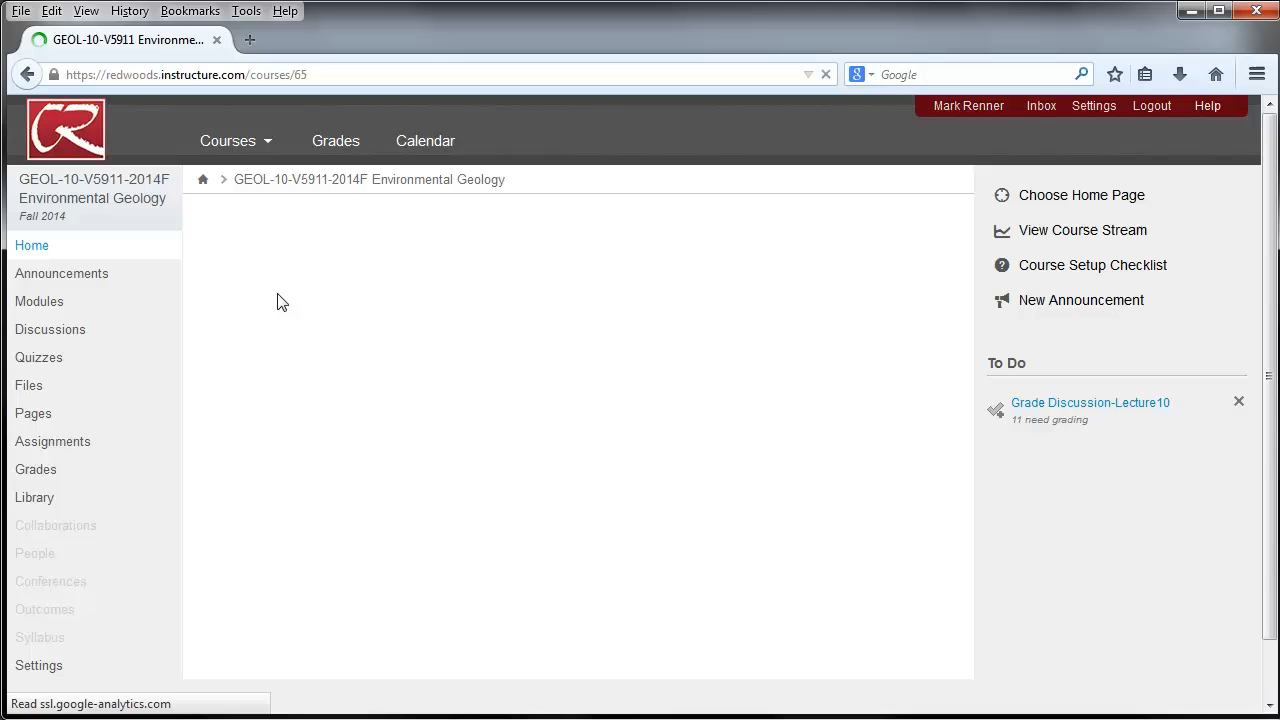 File Edit View History Bookmarks Tools Help
GEOL-10-V5911 Environme...
https://redwoods.instructure.com/courses/65
Google
Mark Renner Inbox Settings Logout Help
CR
Courses Grades Calendar
GEOL-10-V5911-2014F
Environmental Geology
Fall 2014
Home
Announcements
Modules
Discussions
Quizzes
Files
Pages
Assignments
Grades
Library
Collaborations
People
Conferences
Outcomes
Syllabus
Settings
GEOL-10-V5911-2014F Environmental Geology
Choose Home Page
View Course Stream
Course Setup Checklist
New Announcement
To Do
Grade Discussion-Lecture10
11 need grading
Read ssl.google-analytics.com